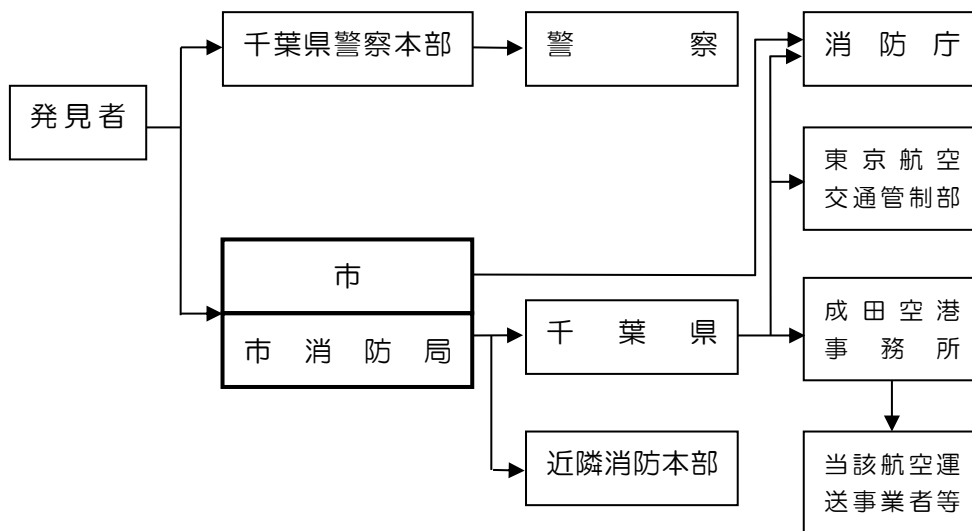 千葉県警察本部
警察
消防庁
発見者
東京航空
交通管制部
市
市消防局
千葉県
成田空港
事務所
近隣消防本部
当該航空運
送事業者等